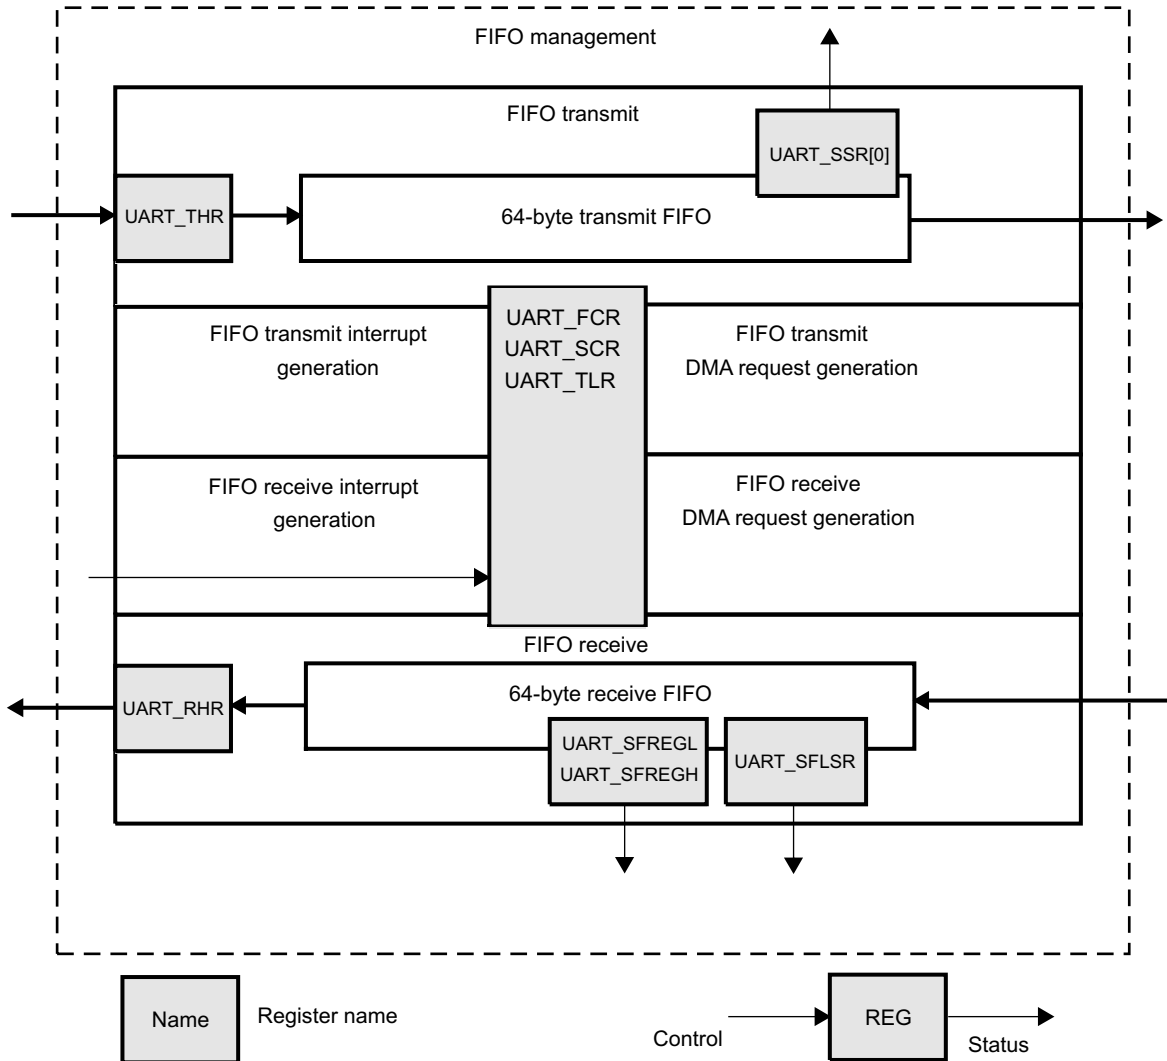 FIFO management
FIFO transmit
UART_SSR[0]
UART_THR
64-byte transmit FIFO
UART_FCR
UART_SCR
UART_TLR
FIFO transmit interrupt
generation
FIFO transmit
DMA request generation
FIFO receive interrupt
generation
FIFO receive
DMA request generation
FIFO receive
64-byte receive FIFO
UART_RHR
UART_SFREGL
UART_SFREGH
UART_SFLSR
Name
Register name
Control
REG
Status